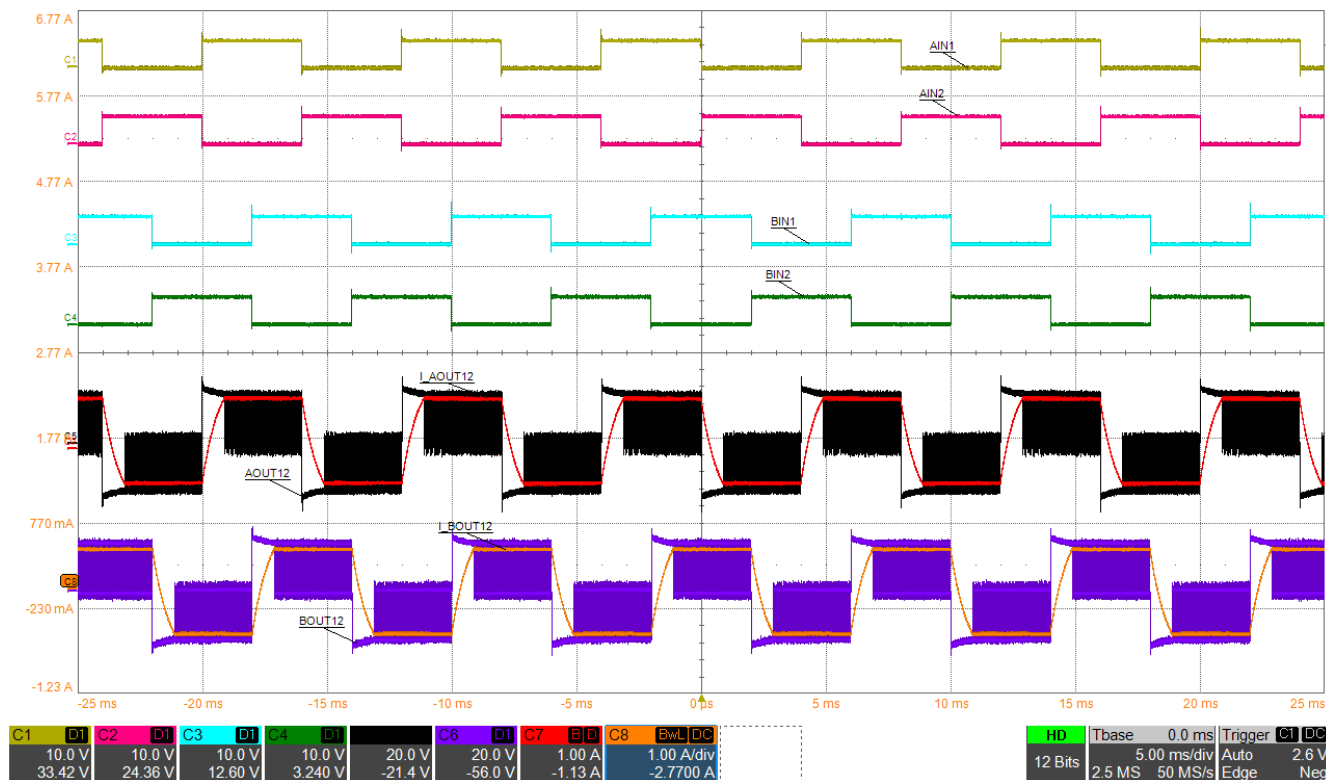 6.77 A
C1
AIN1
5.77 A
AIN2
C2
4.77 A
C3
BIN1
3.77 A
BIN2
C4
2.77 A
I_AOUT12
1.77
AOUT12
770 mA
I_BOUT12
C8
-230 mA
BOUT12
-1.23 A
-25 ms -20 ms -15 ms -10 ms -5 ms 0 5 ms 10 ms 15 ms 20 ms 25 ms
C1 D1 C2 D1 C3 D1 C4 D1 C6 D1 C7 B D C8 BwL DC HD Tbase 0.0 ms Trigger C1 DC
10.0 V 10.0 V 10.0 V 10.0 V 20.0 V 20.0 V 1.00 A 1.00 A/div 12 Bits 5.00 ms/div Auto 2.6 V
33.42 V 24.36 V 12.60 V 3.240 V -21.4 V -56.0 V -1.13 A -2.7700 A 2.5 MS 50 MS/s Edge Neg